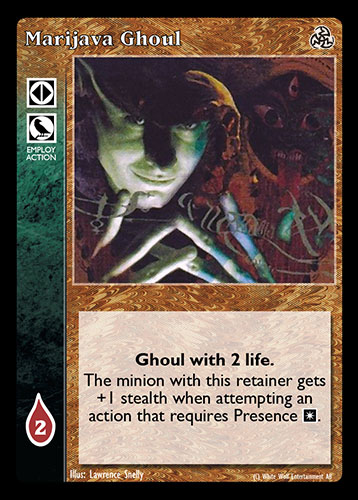 Marijava Ghoul
EMPLOY
ACTION
Ghoul with 2 life.
The minion with this retainer gets
+1 stealth when attempting an
action that requires Presence.
2
Illus: Lawrence Snelly
(C) White Wolf Entertainment AB